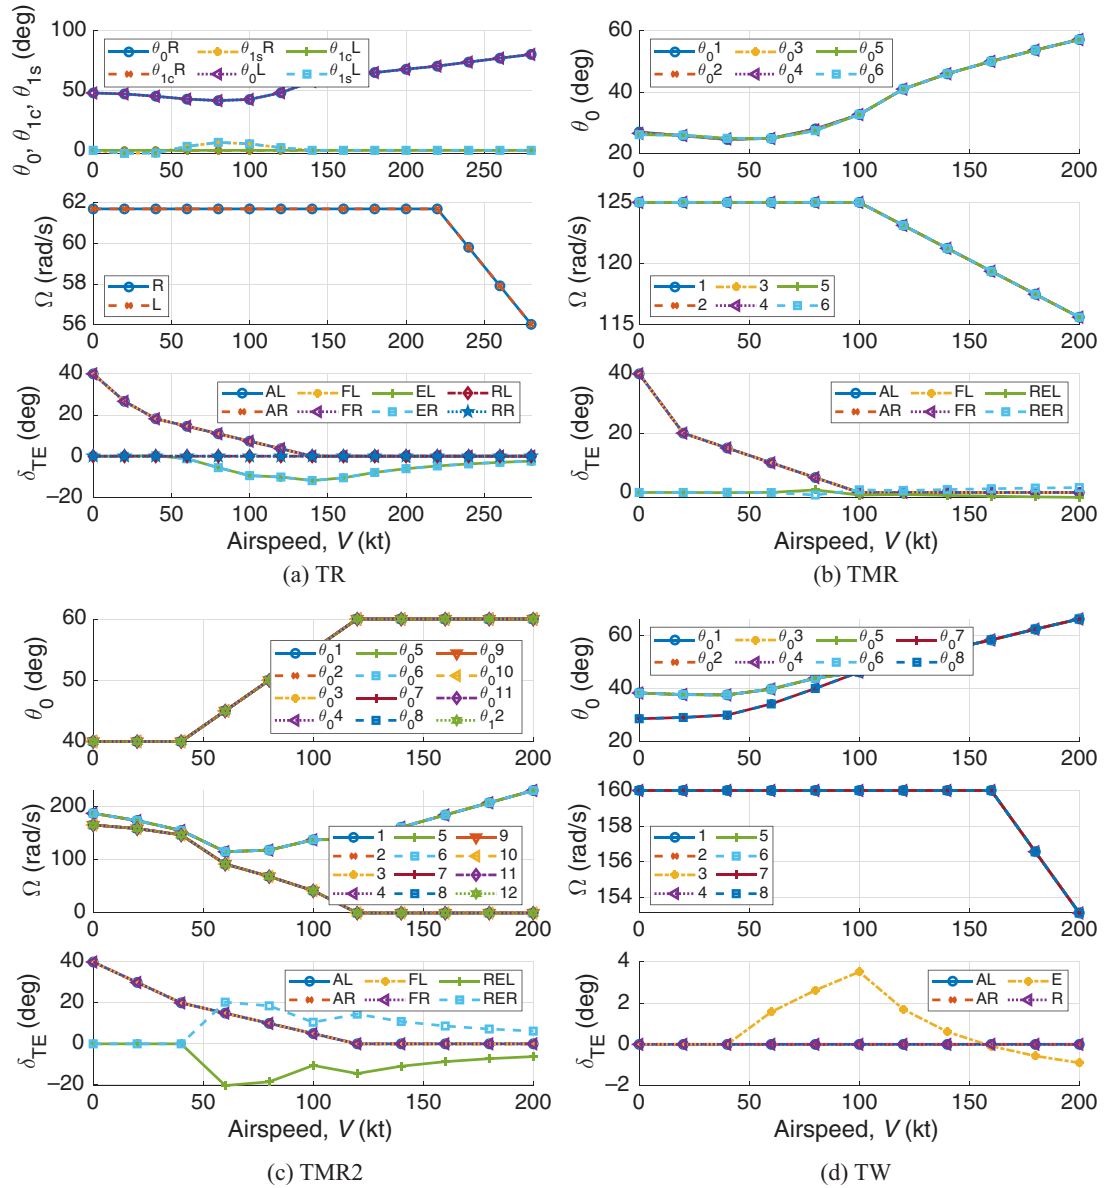 θ0, θ1c, θ1s (deg)
100
50
0
θ0R θ1sR θ1cL
θ1cR θ0L θ1sL
0 50 100 150 200 250
Ω (rad/s)
62
60
58
56
R
L
0 50 100 150 200 250
δTE (deg)
40
20
0
−20
AL FL EL RL
AR FR ER RR
0 50 100 150 200 250
Airspeed, V (kt)
(a) TR
θ0 (deg)
60
40
20
θ01 θ03 θ05
θ02 θ04 θ06
0 50 100 150 200
Ω (rad/s)
125
120
115
1 3 5
2 4 6
0 50 100 150 200
δTE (deg)
40
20
0
AL FL REL
AR FR RER
0 50 100 150 200
Airspeed, V (kt)
(b) TMR
θ0 (deg)
60
50
40
θ01 θ05 θ09
θ02 θ06 θ010
θ03 θ07 θ011
θ04 θ08 θ12
0 50 100 150 200
Ω (rad/s)
200
100
0
1 5 9
2 6 10
3 7 11
4 8 12
0 50 100 150 200
δTE (deg)
40
20
0
−20
AL FL REL
AR FR RER
0 50 100 150 200
Airspeed, V (kt)
(c) TMR2
θ0 (deg)
60
40
20
θ01 θ03 θ05 θ07
θ02 θ04 θ06 θ08
0 50 100 150 200
Ω (rad/s)
160
158
156
154
1 5
2 6
3 7
4 8
0 50 100 150 200
δTE (deg)
4
2
0
−2
AL E
AR R
0 50 100 150 200
Airspeed, V (kt)
(d) TW